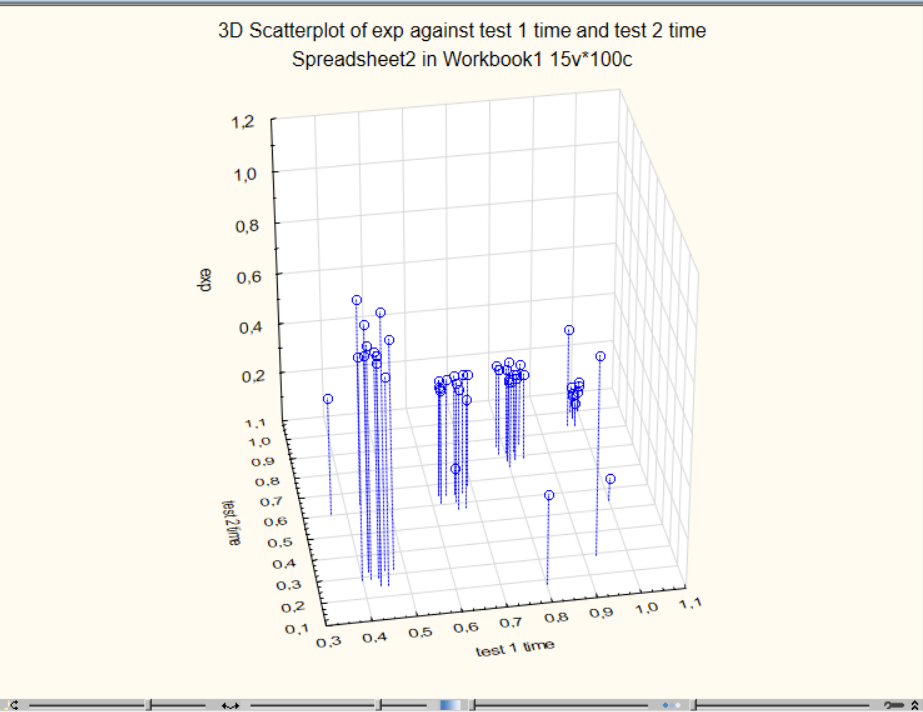 3D Scatterplot of exp against test 1 time and test 2 time
Spreadsheet2 in Workbook1 15v*100c
1,2
1,0
0,8
0,6
0,4
0,2
exp
1,1
1,0
0,9
0,8
0,7
0,6
0,5
0,4
0,3
0,2
0,1
test 2 time
0,3 0,4 0,5 0,6 0,7 0,8 0,9 1,0 1,1
test 1 time